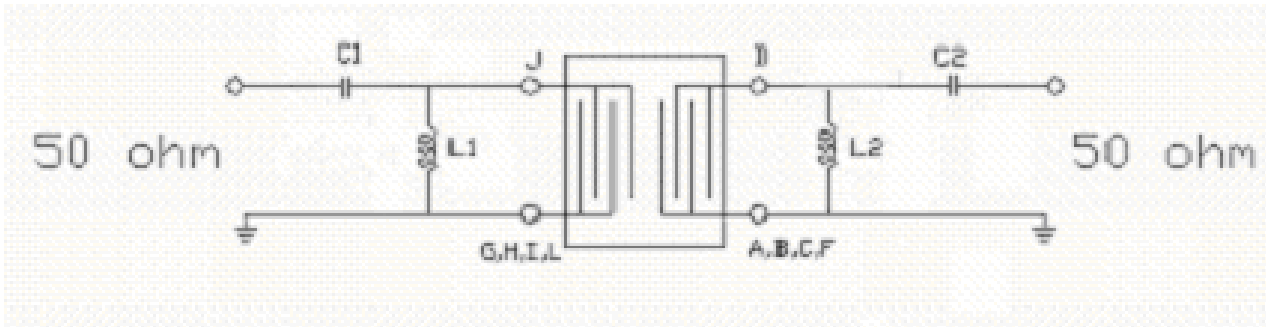 C1 J D C2
L1 L2
50 ohm 50 ohm
G,H,I,L A,B,C,F